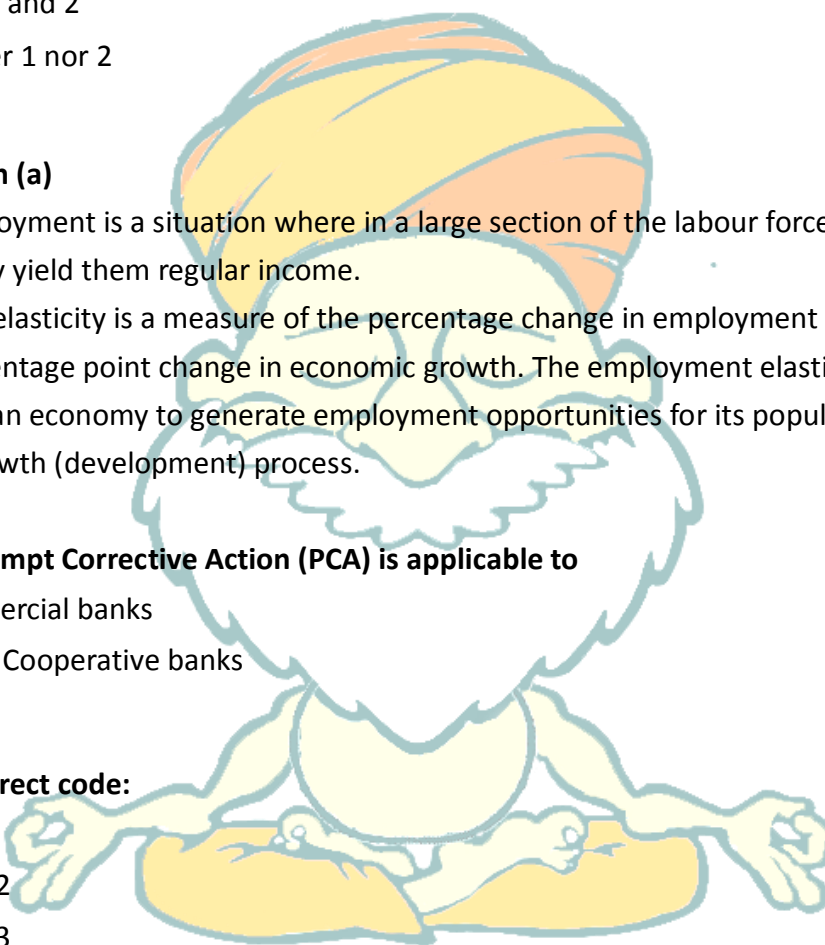 and 2
er 1 nor 2
n (a)
oyment is a situation where in a large section of the labour force
y yield them regular income.
elasticity is a measure of the percentage change in employment
entage point change in economic growth. The employment elasti
an economy to generate employment opportunities for its popul
wth (development) process.
mpt Corrective Action (PCA) is applicable to
ercial banks
Cooperative banks
rrect code:
2
3